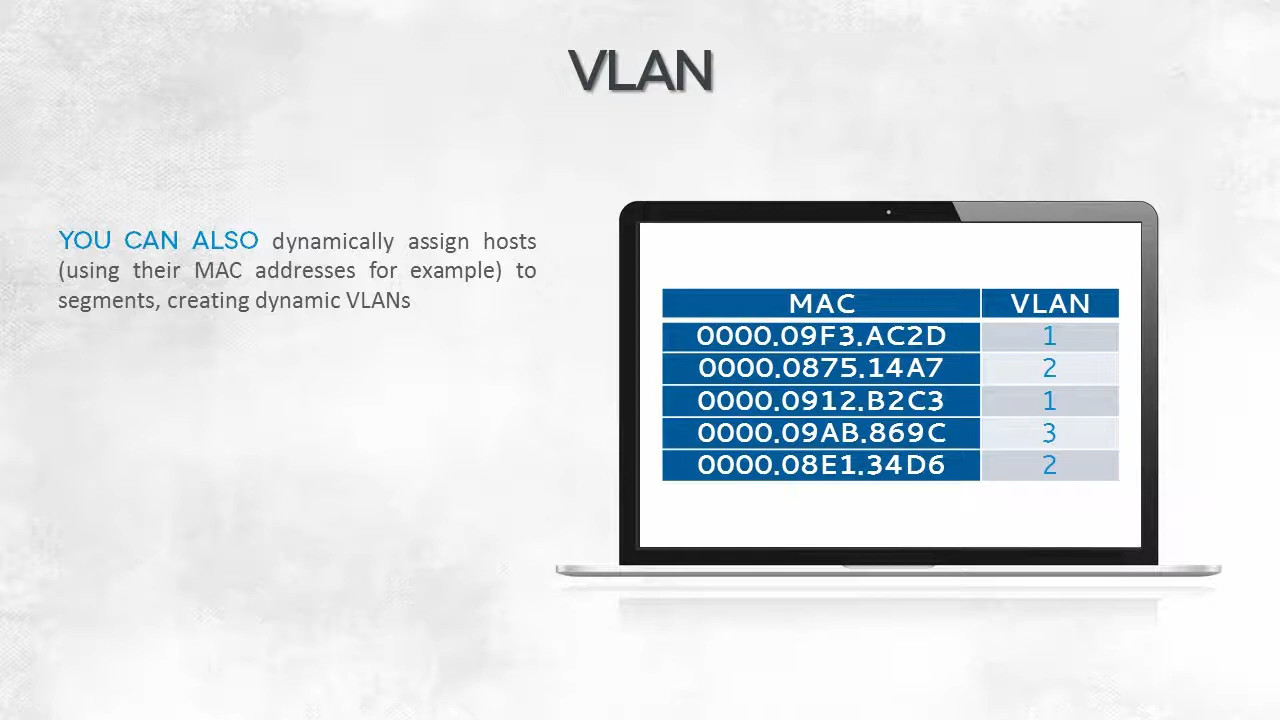 VLAN
YOU CAN ALSO dynamically assign hosts
(using their MAC addresses for example) to
segments, creating dynamic VLANs
MAC VLAN
0000.09F3.AC2D 1
0000.0875.14A7 2
0000.0912.B2C3 1
0000.09AB.869C 3
0000.08E1.34D6 2